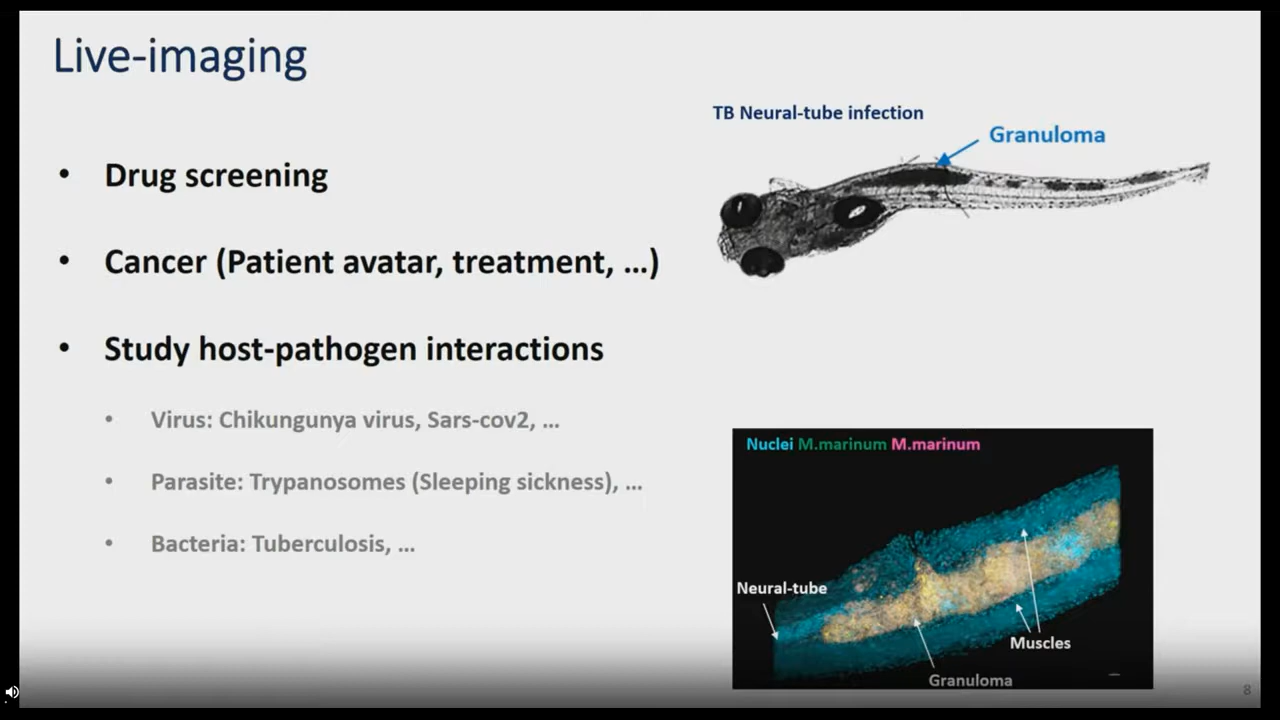 Live-imaging
• Drug screening
• Cancer (Patient avatar, treatment, ...)
• Study host-pathogen interactions
• Virus: Chikungunya virus, Sars-cov2, ...
• Parasite: Trypanosomes (Sleeping sickness), ...
• Bacteria: Tuberculosis, ...
TB Neural-tube infection
Granuloma
Nuclei M.marinum M.marinum
Neural-tube
Muscles
Granuloma
8